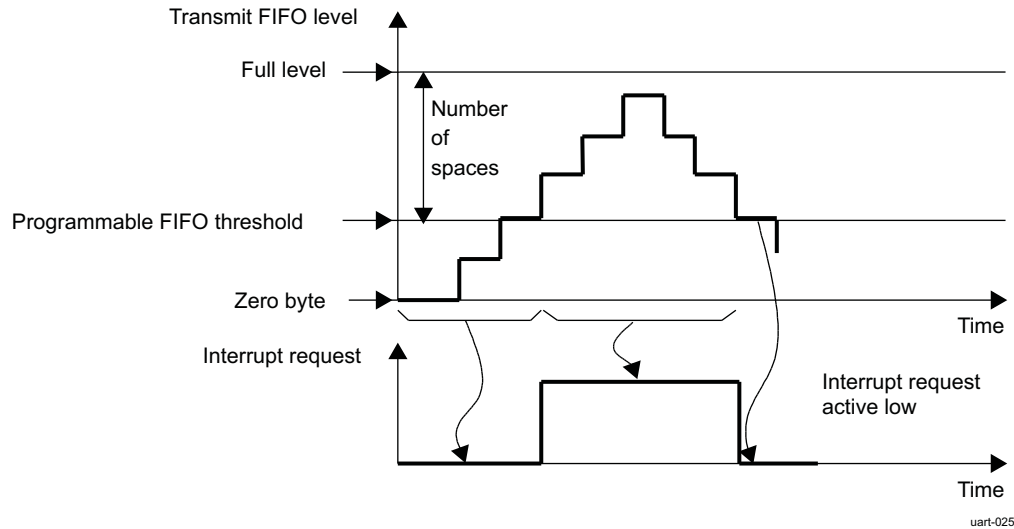 Transmit FIFO level
Full level
Number
of
spaces
Programmable FIFO threshold
Zero byte
Time
Interrupt request
Interrupt request
active low
Time
uart-025